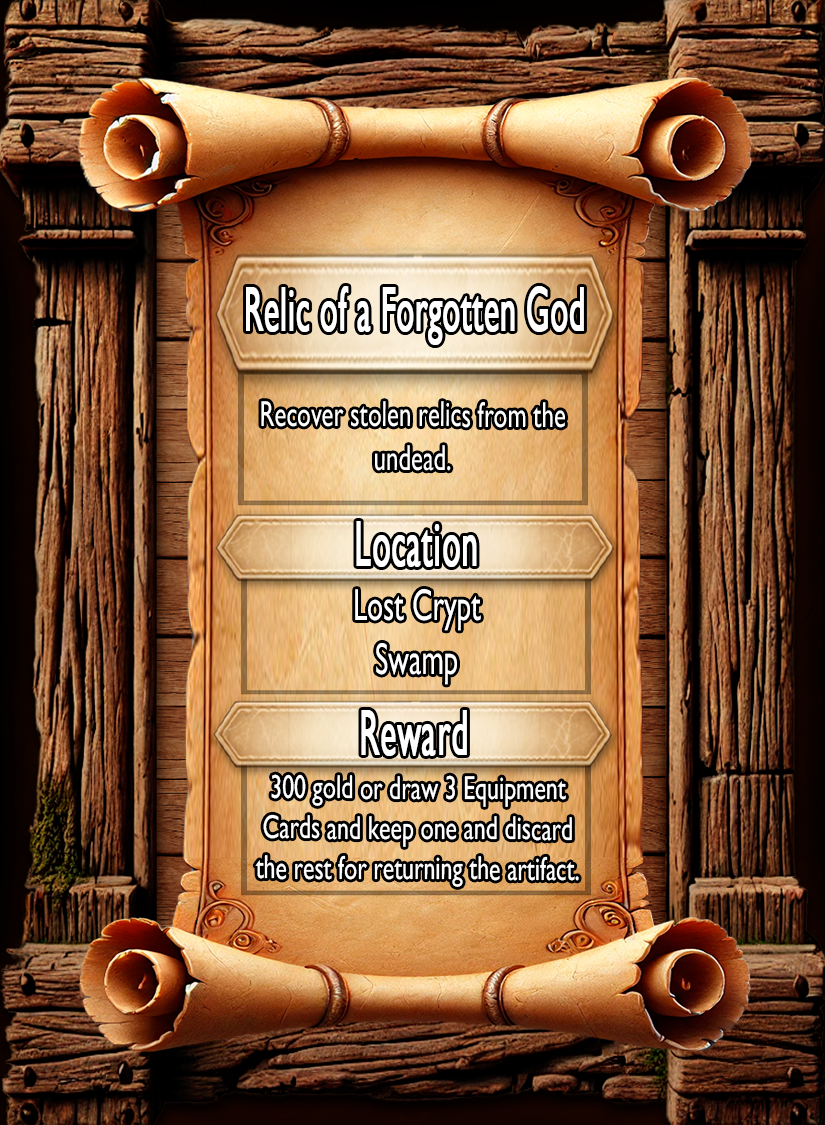 Relic of a Forgotten God
Recover stolen relics from the
undead.
Location
Lost Crypt
Swamp
Reward
300 gold or draw 3 Equipment
Cards and keep one and discard
the rest for returning the artifact.